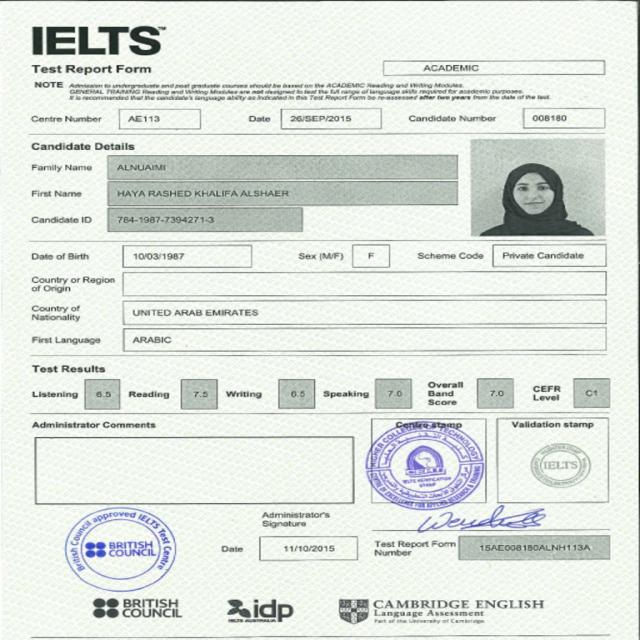 IELTS™
Test Report Form ACADEMIC
NOTE Admission to undergraduate and post graduate courses should be based on the ACADEMIC Reading and Writing Modules.
GENERAL TRAINING Reading and Writing Modules are not designed to test the full range of language skills required for academic purposes.
It is recommended that the candidate's language ability as indicated in this Test Report Form be re-assessed after two years from the date of the test.
Centre Number AE113 Date 26/SEP/2015 Candidate Number 008180
Candidate Details
Family Name ALNUAIMI
First Name HAYA RASHED KHALIFA ALSHAER
Candidate ID 784-1987-7394271-3
Date of Birth 10/03/1987 Sex (M/F) F Scheme Code Private Candidate
Country or Region
of Origin
Country of
Nationality UNITED ARAB EMIRATES
First Language ARABIC
Test Results
Listening 6.5 Reading 7.5 Writing 6.5 Speaking 7.0 Overall Band Score 7.0 CEFR Level C1
Administrator Comments Centre stamp Validation stamp
HIGHER COLLEGES OF TECHNOLOGY
IELTS VERIFICATION
STAMP
IELTS
British Council approved IELTS Test Centre
BRITISH
COUNCIL
Administrator's
Signature
Date 11/10/2015 Test Report Form
Number 15AE008180ALNH113A
BRITISH
COUNCIL
idp
IELTS AUSTRALIA
CAMBRIDGE ENGLISH
Language Assessment
Part of the University of Cambridge